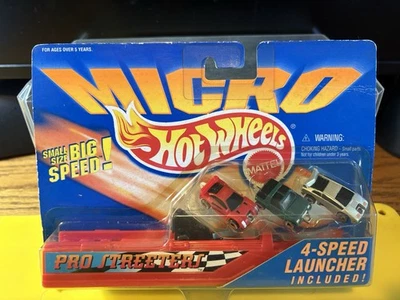 FOR AGES OVER 5 YEARS.
MICRO
Hot Wheels
SMALL SIZE BIG SPEED!
⚠ WARNING:
CHOKING HAZARD - Small parts.
Not for children under 3 years.
MATTEL
PRO STREETERS
4-SPEED
LAUNCHER
INCLUDED!